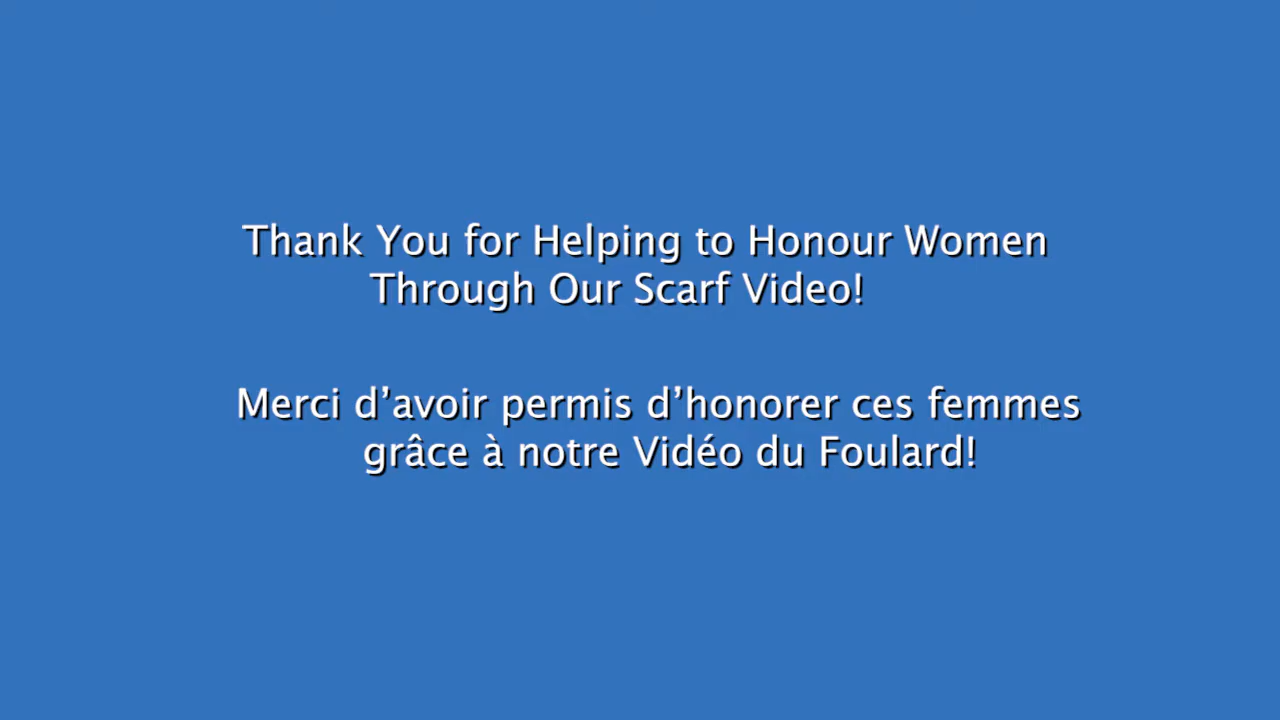 Thank You for Helping to Honour Women
Through Our Scarf Video!
Merci d’avoir permis d’honorer ces femmes
grâce à notre Vidéo du Foulard!